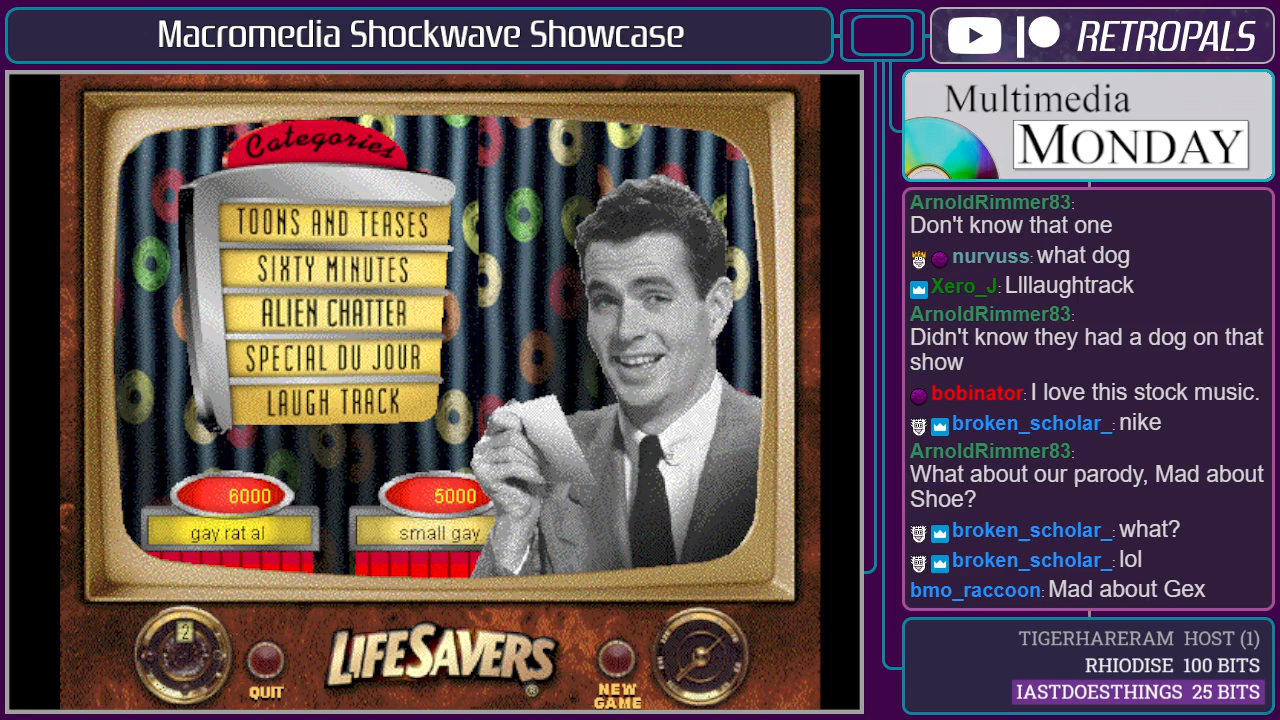 Macromedia Shockwave Showcase
RETROPALS
Multimedia
MONDAY
Categories
TOONS AND TEASES
SIXTY MINUTES
ALIEN CHATTER
SPECIAL DU JOUR
LAUGH TRACK
6000
5000
gay rat al
small gay
2
QUIT
LIFESAVERS®
NEW
GAME
ArnoldRimmer83:
Don't know that one
nurvuss: what dog
Xero_J: Llllaughtrack
ArnoldRimmer83:
Didn't know they had a dog on that
show
bobinator: I love this stock music.
broken_scholar_: nike
ArnoldRimmer83:
What about our parody, Mad about
Shoe?
broken_scholar_: what?
broken_scholar_: lol
bmo_raccoon: Mad about Gex
TIGERHARERAM HOST (1)
RHIODISE 100 BITS
IASTDOESTHINGS 25 BITS